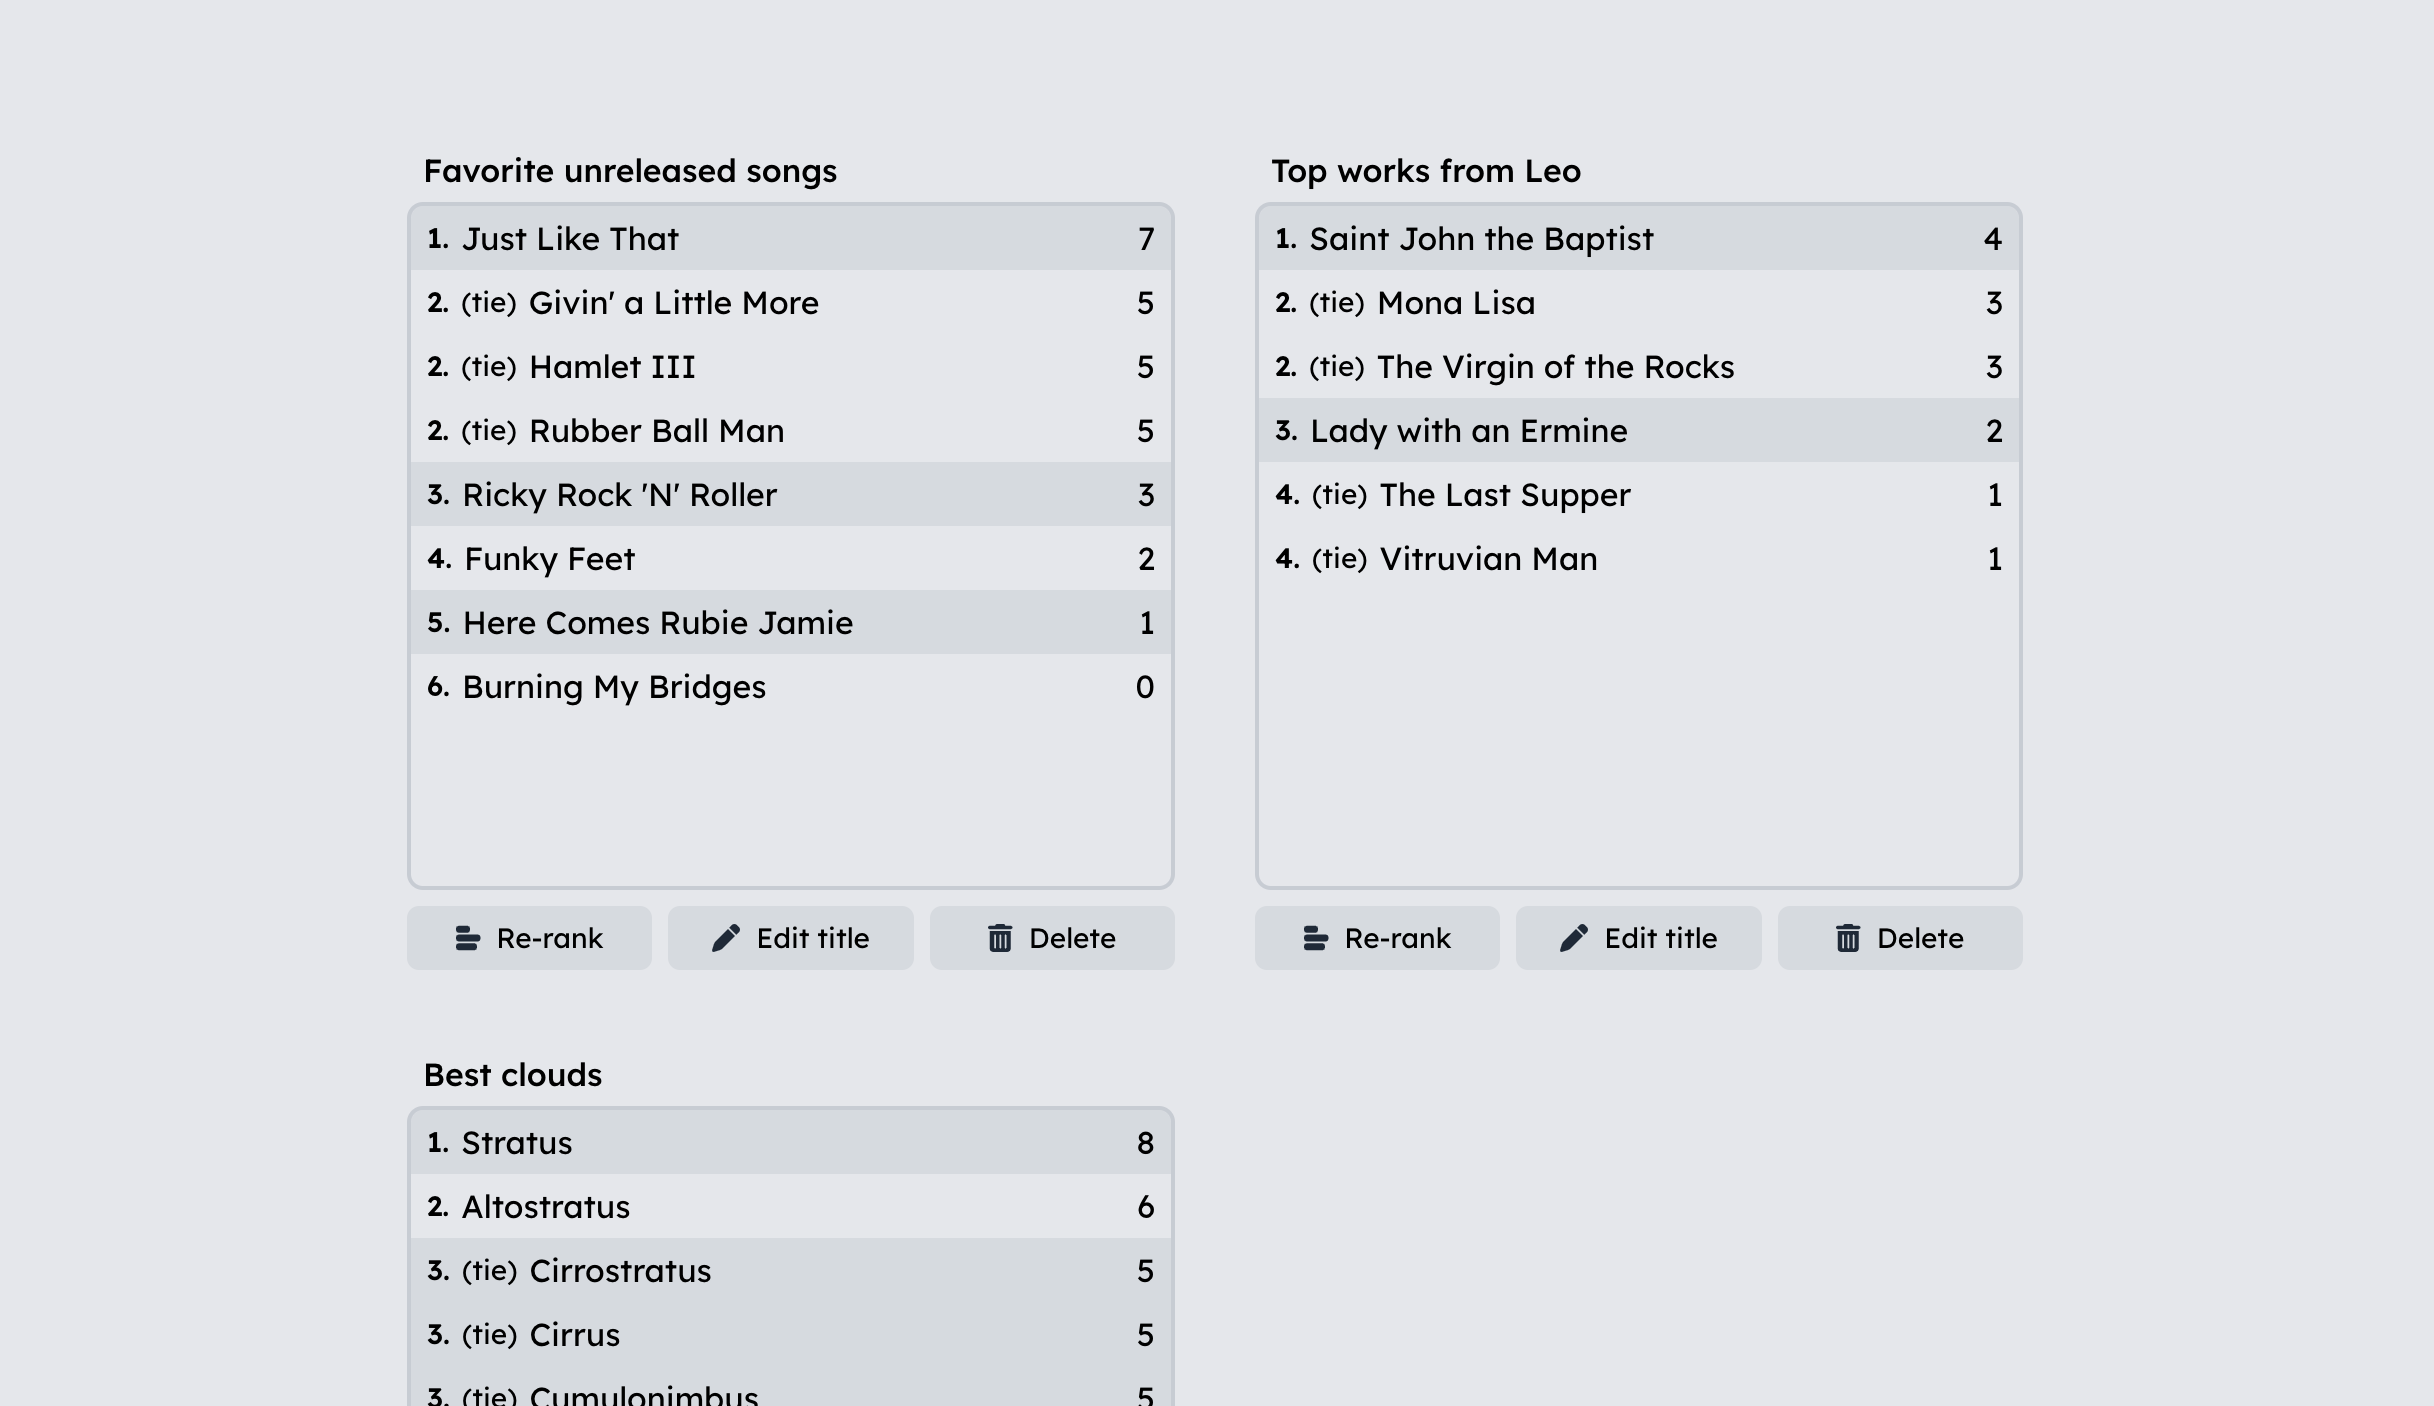 Favorite unreleased songs
1. Just Like That 7
2. (tie) Givin' a Little More 5
2. (tie) Hamlet III 5
2. (tie) Rubber Ball Man 5
3. Ricky Rock 'N' Roller 3
4. Funky Feet 2
5. Here Comes Rubie Jamie 1
6. Burning My Bridges 0
Re-rank Edit title Delete
Top works from Leo
1. Saint John the Baptist 4
2. (tie) Mona Lisa 3
2. (tie) The Virgin of the Rocks 3
3. Lady with an Ermine 2
4. (tie) The Last Supper 1
4. (tie) Vitruvian Man 1
Re-rank Edit title Delete
Best clouds
1. Stratus 8
2. Altostratus 6
3. (tie) Cirrostratus 5
3. (tie) Cirrus 5
3. (tie) Cumulonimbus 5